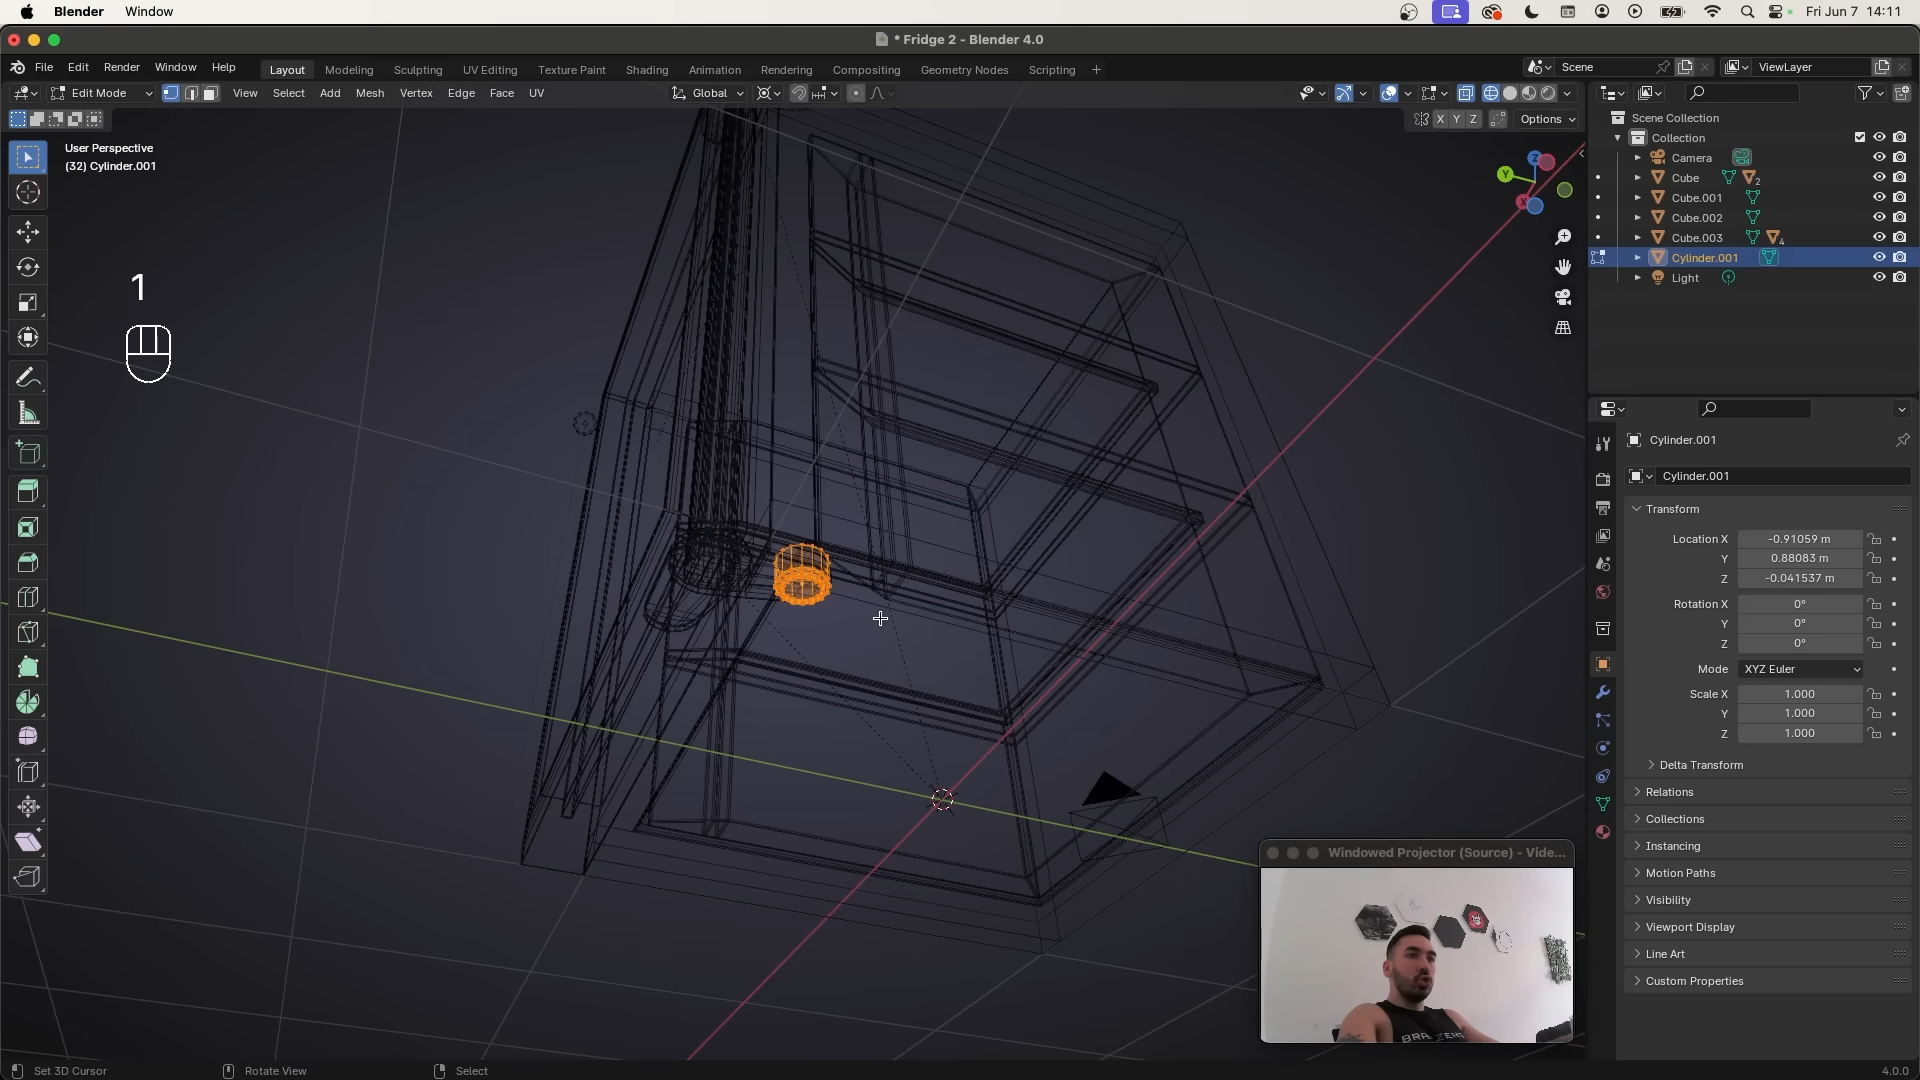 Blender Window Fri Jun 7 14:11
* Fridge 2 - Blender 4.0
File Edit Render Window Help Layout Modeling Sculpting UV Editing Texture Paint Shading Animation Rendering Compositing Geometry Nodes Scripting + Scene ViewLayer
Edit Mode View Select Add Mesh Vertex Edge Face UV Global
X Y Z Options
User Perspective
(32) Cylinder.001
1
Z
Y
X
Scene Collection
Collection
Camera
Cube 2
Cube.001
Cube.002
Cube.003 4
Cylinder.001
Light
Cylinder.001
Cylinder.001
Transform
Location X -0.91059 m
Y 0.88083 m
Z -0.041537 m
Rotation X 0°
Y 0°
Z 0°
Mode XYZ Euler
Scale X 1.000
Y 1.000
Z 1.000
Delta Transform
Relations
Collections
Instancing
Motion Paths
Visibility
Viewport Display
Line Art
Custom Properties
Windowed Projector (Source) - Vide...
BRAZZERS
Set 3D Cursor Rotate View Select 4.0.0